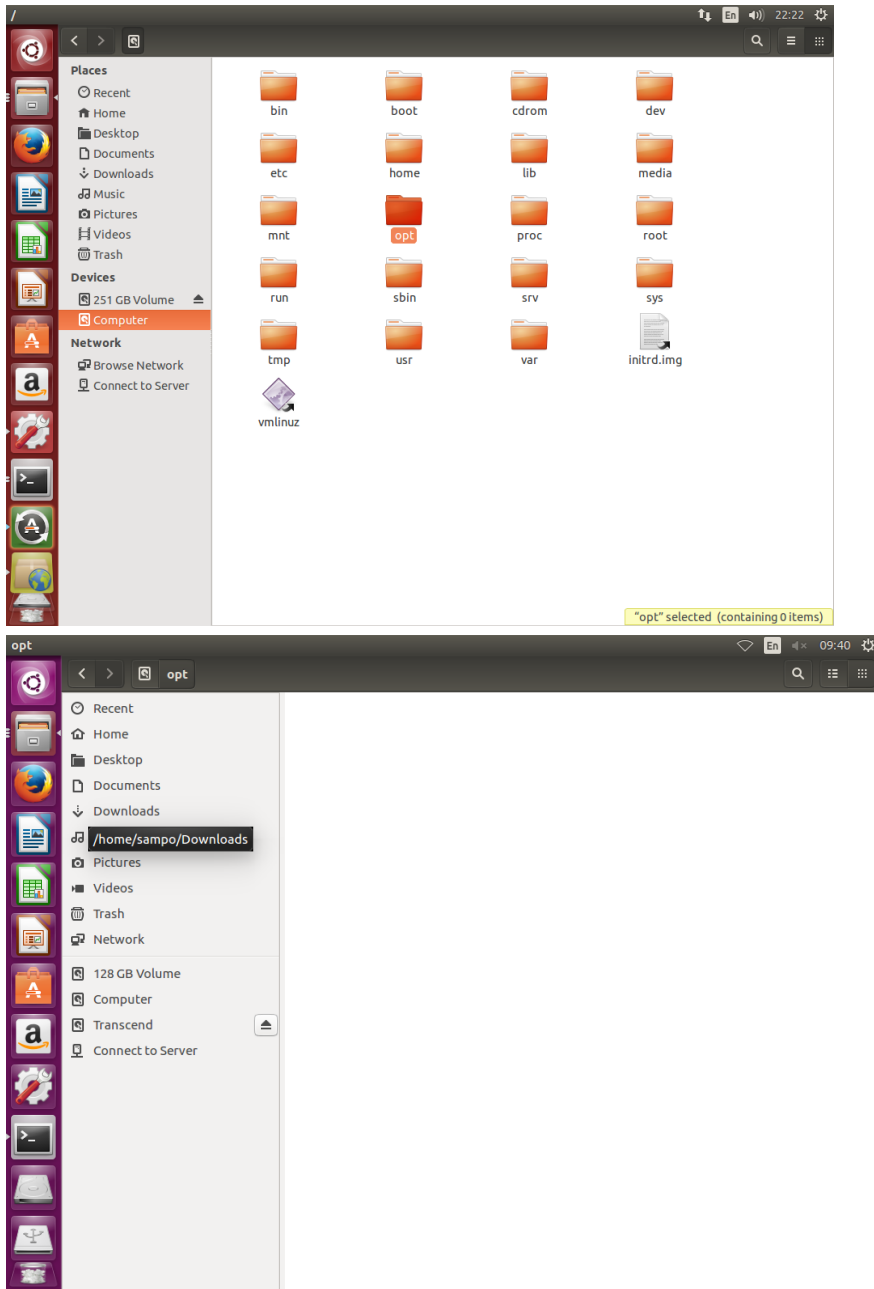 /
En
22:22
Places
Recent
Home
Desktop
Documents
Downloads
Music
Pictures
Videos
Trash
Devices
251 GB Volume
Computer
Network
Browse Network
Connect to Server
bin boot cdrom dev
etc home lib media
mnt opt proc root
run sbin srv sys
tmp usr var initrd.img
vmlinuz
"opt" selected (containing 0 items)
opt
En
09:40
opt
Recent
Home
Desktop
Documents
Downloads
/home/sampo/Downloads
Pictures
Videos
Trash
Network
128 GB Volume
Computer
Transcend
Connect to Server